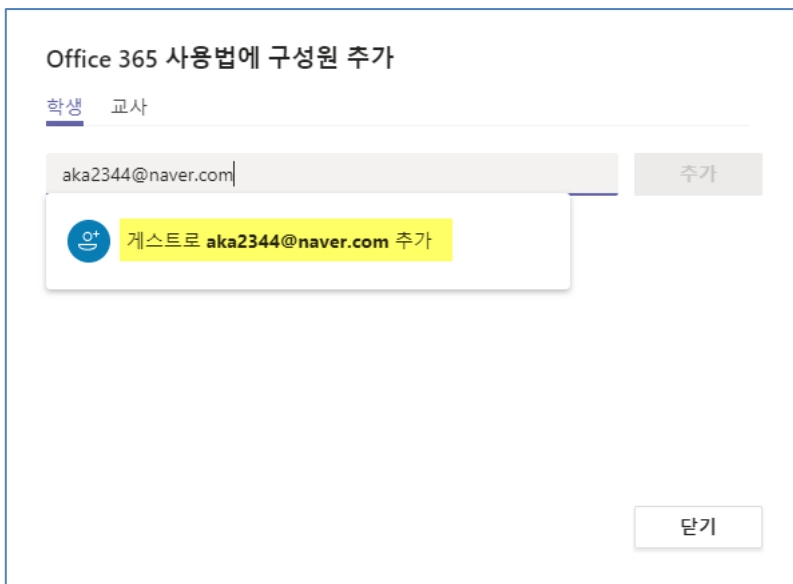 Office 365 사용법에 구성원 추가
학생 교사
aka2344@naver.com 추가
게스트로 aka2344@naver.com 추가
닫기